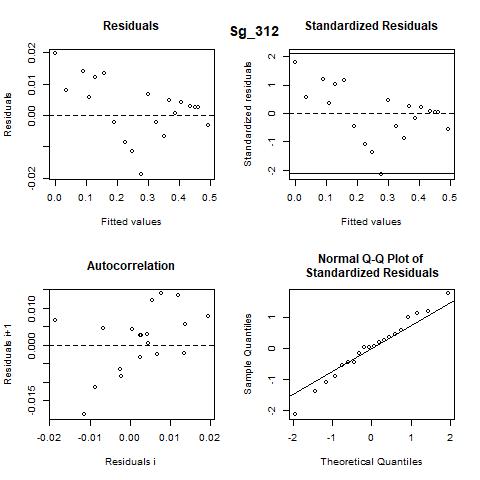 Sg_312
Residuals
Standardized Residuals
Residuals
-0.02
0.00
0.01
0.02
0.0
0.1
0.2
0.3
0.4
0.5
Fitted values
Standardized residuals
-2
-1
0
1
2
0.0
0.1
0.2
0.3
0.4
0.5
Fitted values
Autocorrelation
Normal Q-Q Plot of
Standardized Residuals
Residuals i+1
-0.015
0.000
0.010
-0.02
-0.01
0.00
0.01
0.02
Residuals i
Sample Quantiles
-2
-1
0
1
-2
-1
0
1
2
Theoretical Quantiles